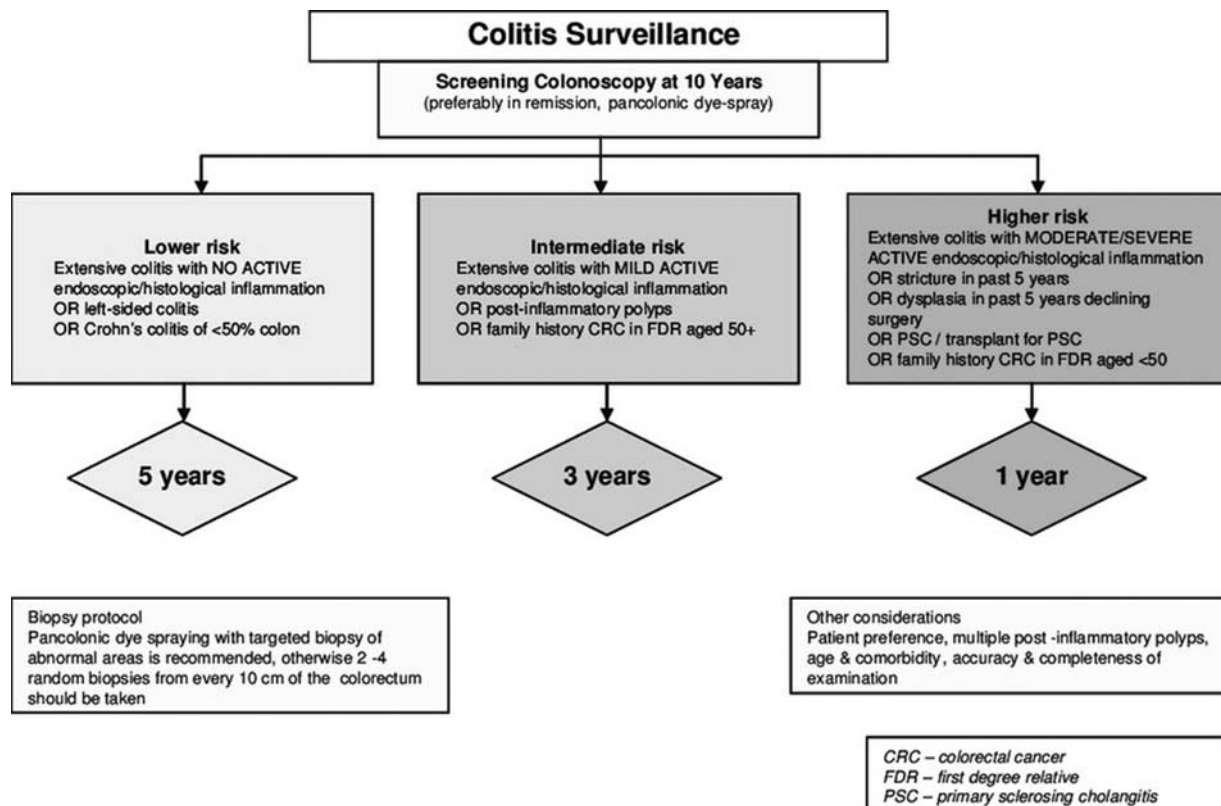 Colitis Surveillance
Screening Colonoscopy at 10 Years
(preferably in remission, pancolonic dye-spray)
Lower risk
Extensive colitis with NO ACTIVE
endoscopic/histological inflammation
OR left-sided colitis
OR Crohn's colitis of <50% colon
Intermediate risk
Extensive colitis with MILD ACTIVE
endoscopic/histological inflammation
OR post-inflammatory polyps
OR family history CRC in FDR aged 50+
Higher risk
Extensive colitis with MODERATE/SEVERE
ACTIVE endoscopic/histological inflammation
OR stricture in past 5 years
OR dysplasia in past 5 years declining
surgery
OR PSC / transplant for PSC
OR family history CRC in FDR aged <50
5 years
3 years
1 year
Biopsy protocol
Pancolonic dye spraying with targeted biopsy of
abnormal areas is recommended, otherwise 2 -4
random biopsies from every 10 cm of the colorectum
should be taken
Other considerations
Patient preference, multiple post -inflammatory polyps,
age & comorbidity, accuracy & completeness of
examination
CRC – colorectal cancer
FDR – first degree relative
PSC – primary sclerosing cholangitis